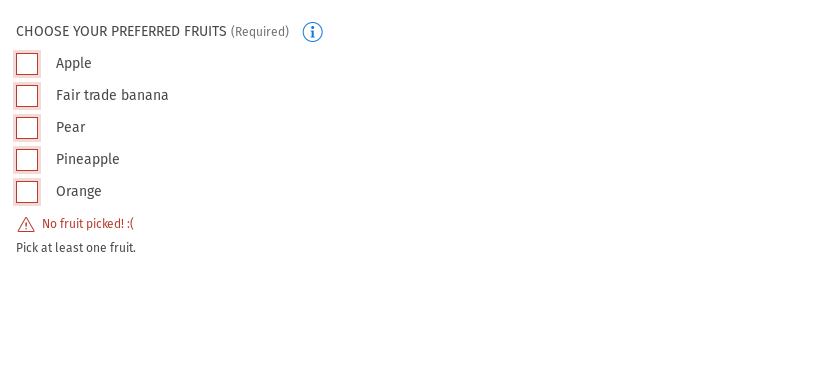 CHOOSE YOUR PREFERRED FRUITS (Required)
Apple
Fair trade banana
Pear
Pineapple
Orange
No fruit picked! :(
Pick at least one fruit.